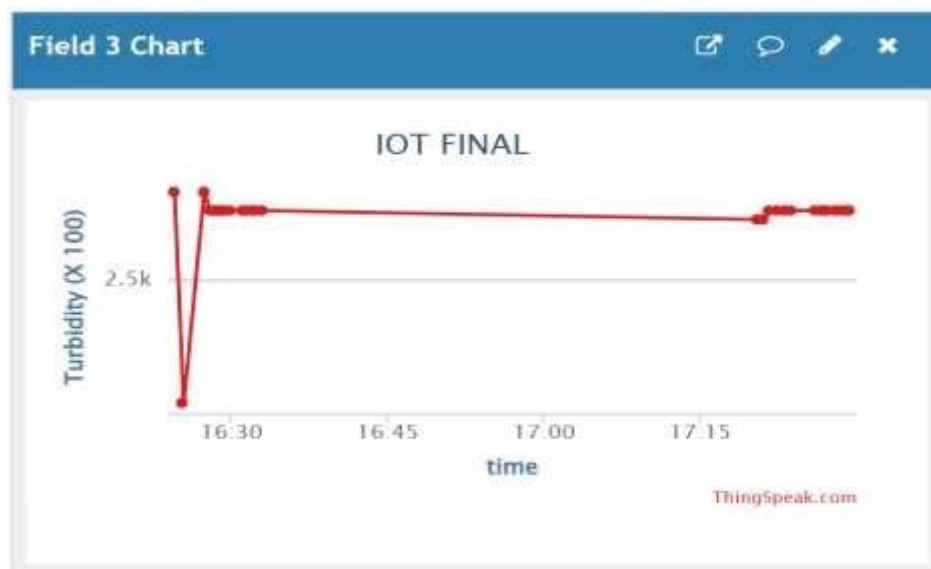 Field 3 Chart
IOT FINAL
Turbidity (X 100)
2.5k
16:30 16:45 17:00 17:15
time
ThingSpeak.com